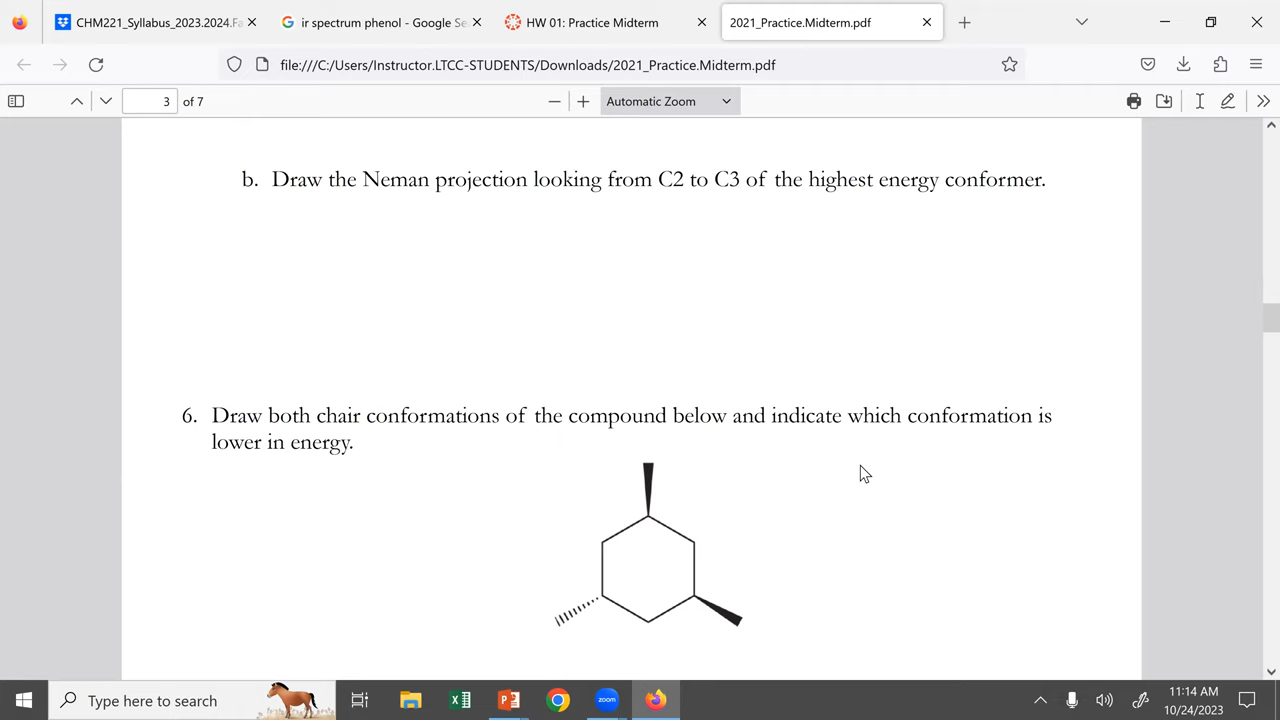 CHM221_Syllabus_2023.2024.Fa
ir spectrum phenol - Google Se
HW 01: Practice Midterm
2021_Practice.Midterm.pdf
file:///C:/Users/Instructor.LTCC-STUDENTS/Downloads/2021_Practice.Midterm.pdf
3 of 7
Automatic Zoom
b. Draw the Neman projection looking from C2 to C3 of the highest energy conformer.
6. Draw both chair conformations of the compound below and indicate which conformation is
lower in energy.
Type here to search
zoom
11:14 AM
10/24/2023